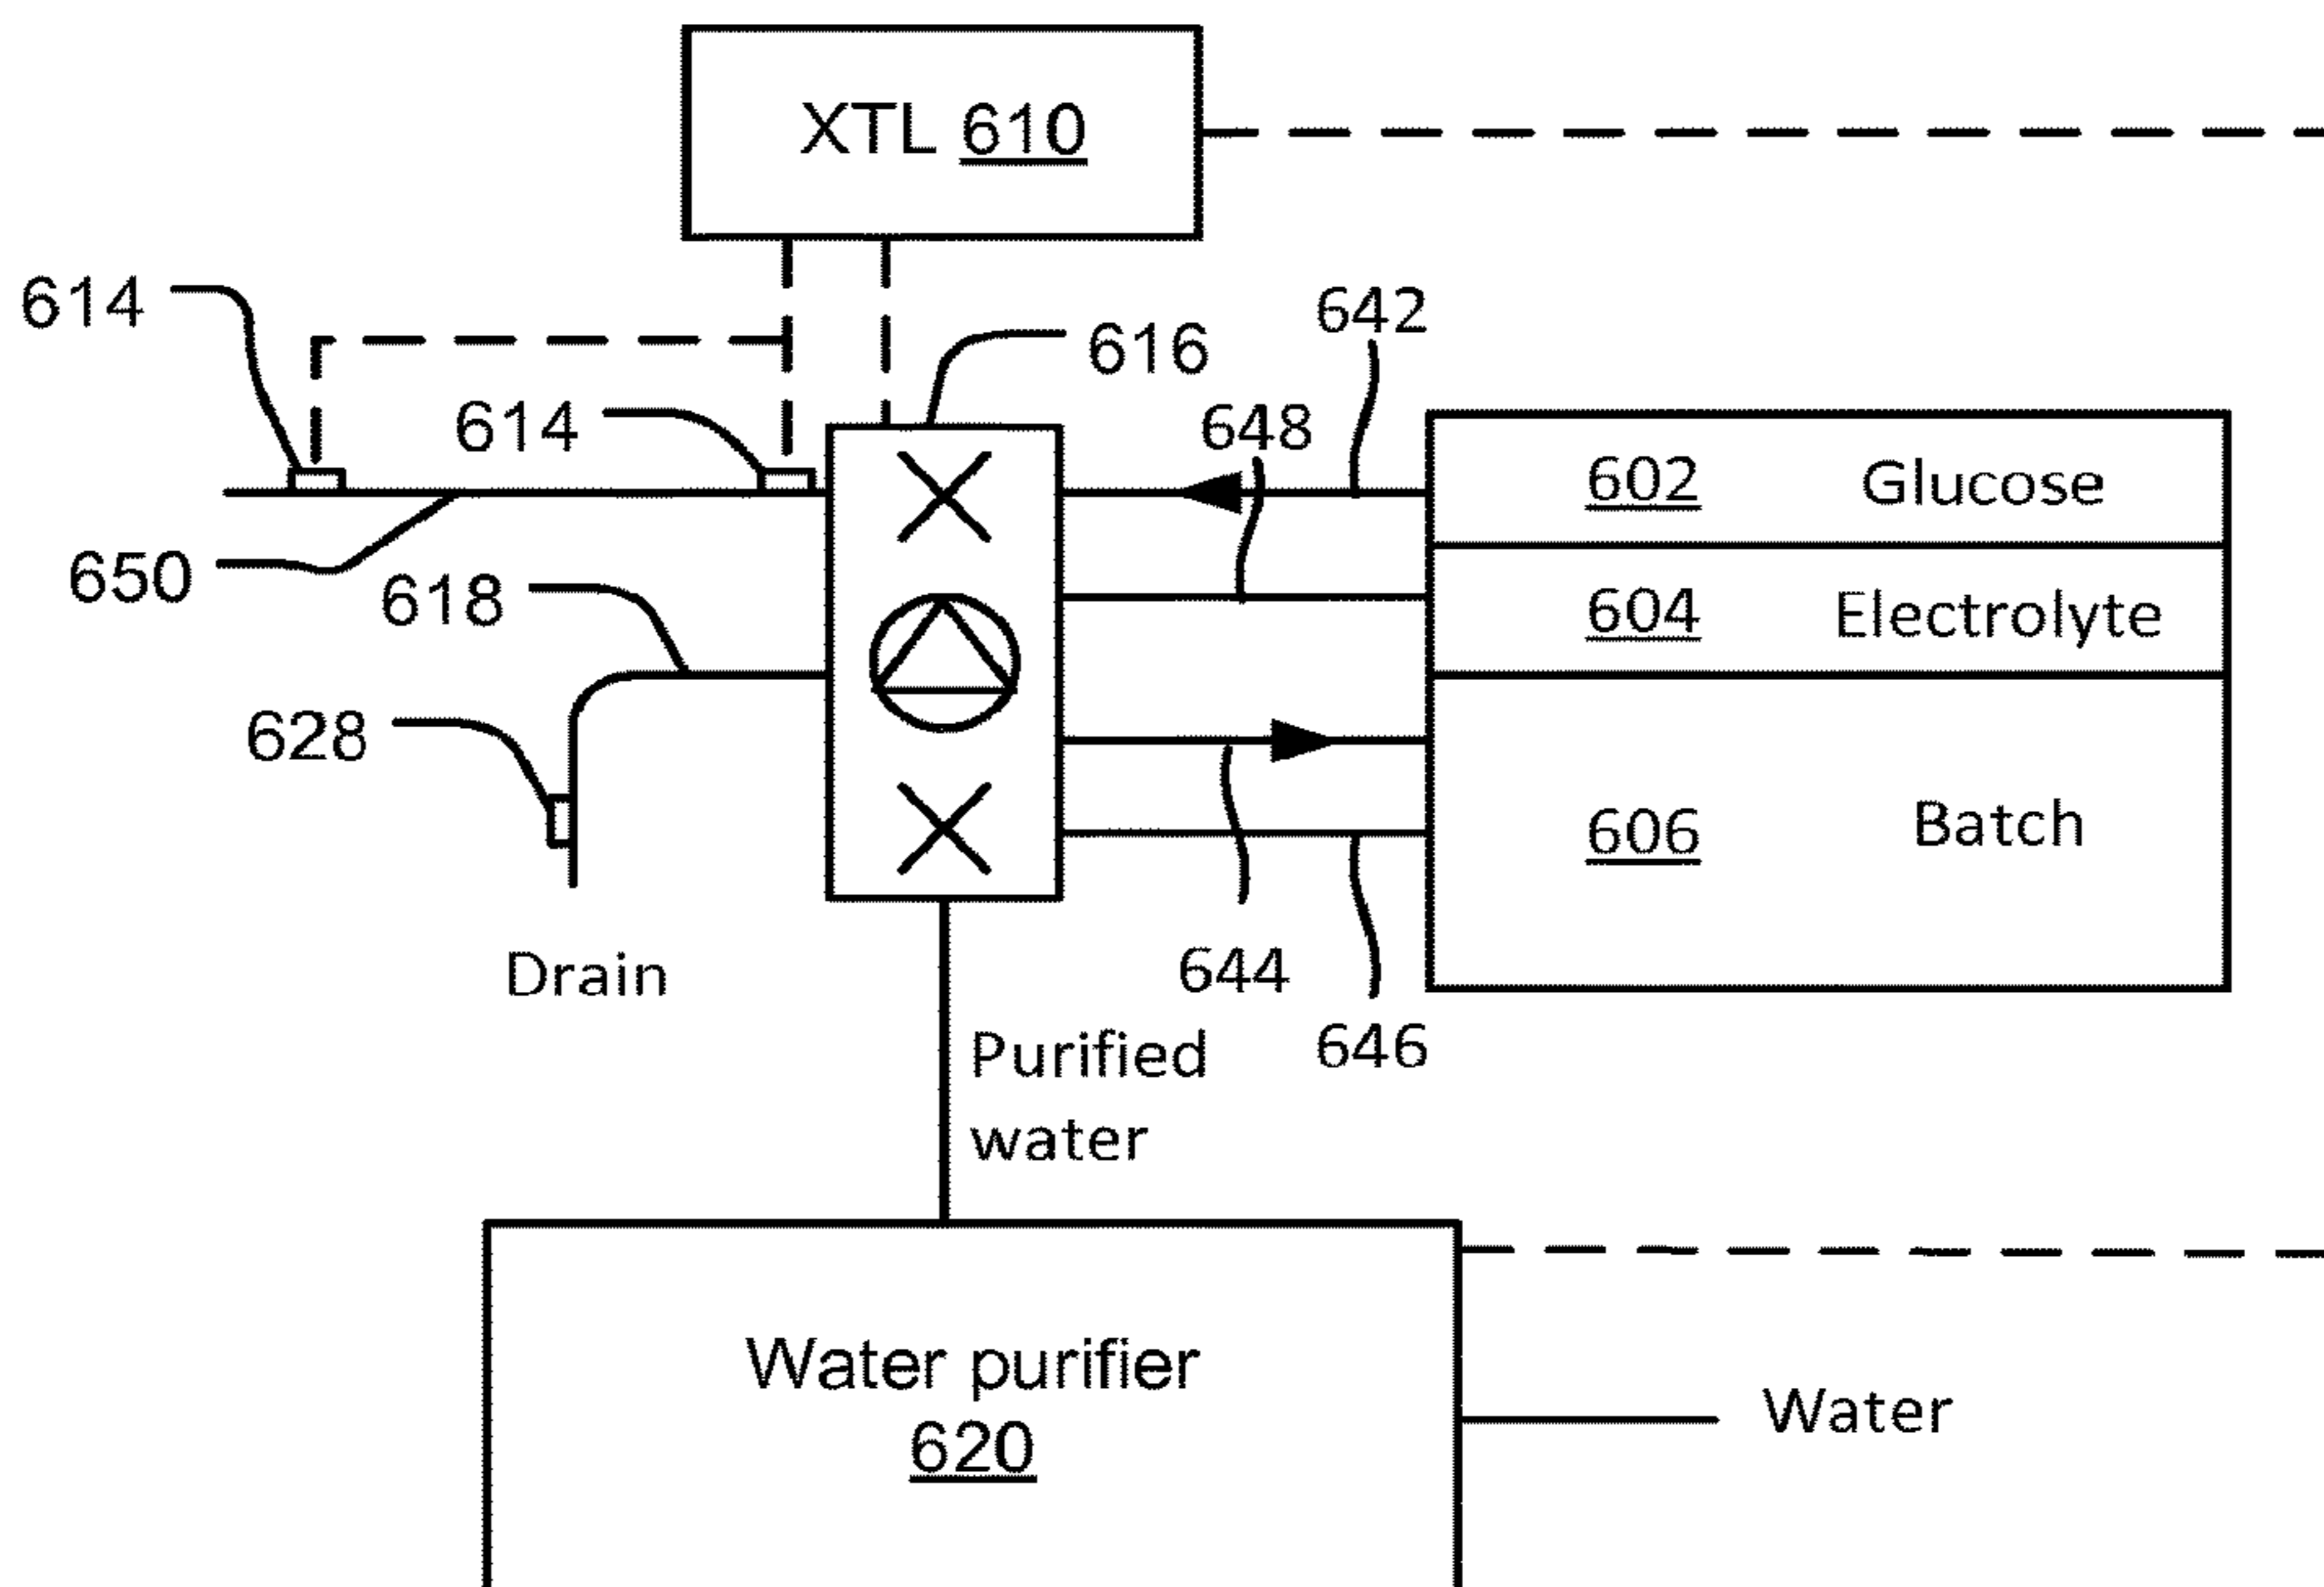 XTL 610
614
616
642
614
648
602 Glucose
650
618
604 Electrolyte
628
606 Batch
Drain
644
Purified
water
646
Water purifier
620
Water